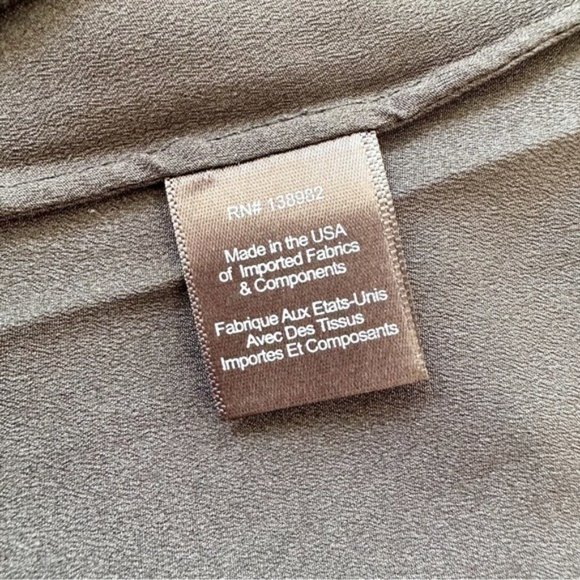 RN# 138982
Made in the USA
of Imported Fabrics
& Components
Fabrique Aux Etats-Unis
Avec Des Tissus
Importes Et Composants